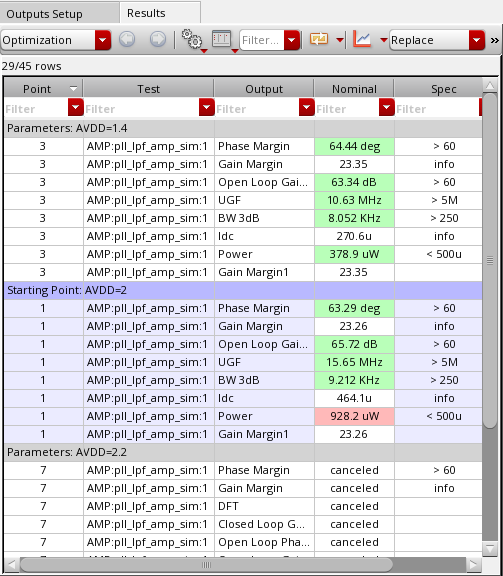 Outputs Setup Results
Optimization Filter... Replace »
29/45 rows
Point Test Output Nominal Spec
Filter Filter Filter Filter Filter
Parameters: AVDD=1.4
3 AMP:pll_lpf_amp_sim:1 Phase Margin 64.44 deg > 60
3 AMP:pll_lpf_amp_sim:1 Gain Margin 23.35 info
3 AMP:pll_lpf_amp_sim:1 Open Loop Gai... 63.34 dB > 60
3 AMP:pll_lpf_amp_sim:1 UGF 10.63 MHz > 5M
3 AMP:pll_lpf_amp_sim:1 BW 3dB 8.052 KHz > 250
3 AMP:pll_lpf_amp_sim:1 Idc 270.6u info
3 AMP:pll_lpf_amp_sim:1 Power 378.9 uW < 500u
3 AMP:pll_lpf_amp_sim:1 Gain Margin1 23.35
Starting Point: AVDD=2
1 AMP:pll_lpf_amp_sim:1 Phase Margin 63.29 deg > 60
1 AMP:pll_lpf_amp_sim:1 Gain Margin 23.26 info
1 AMP:pll_lpf_amp_sim:1 Open Loop Gai... 65.72 dB > 60
1 AMP:pll_lpf_amp_sim:1 UGF 15.65 MHz > 5M
1 AMP:pll_lpf_amp_sim:1 BW 3dB 9.212 KHz > 250
1 AMP:pll_lpf_amp_sim:1 Idc 464.1u info
1 AMP:pll_lpf_amp_sim:1 Power 928.2 uW < 500u
1 AMP:pll_lpf_amp_sim:1 Gain Margin1 23.26
Parameters: AVDD=2.2
7 AMP:pll_lpf_amp_sim:1 Phase Margin canceled > 60
7 AMP:pll_lpf_amp_sim:1 Gain Margin canceled info
7 AMP:pll_lpf_amp_sim:1 DFT canceled
7 AMP:pll_lpf_amp_sim:1 Closed Loop G... canceled
7 AMP:pll_lpf_amp_sim:1 Open Loop Pha... canceled